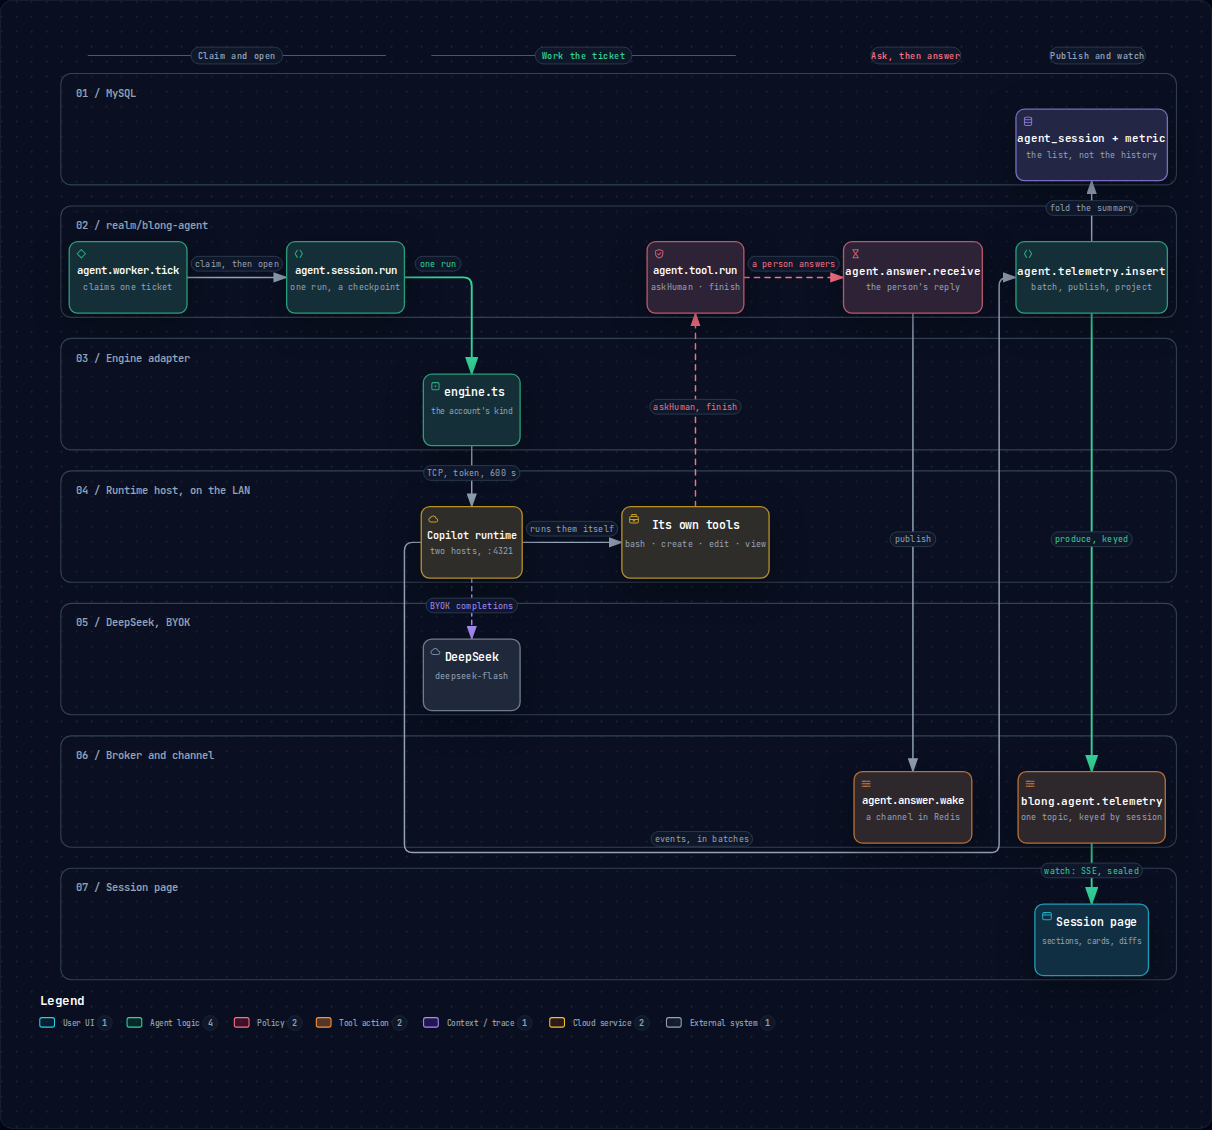 Claim and open
Work the ticket
Ask, then answer
Publish and watch
01 / MySQL
agent_session + metric
the list, not the history
fold the summary
02 / realm/blong-agent
agent.worker.tick
claims one ticket
claim, then open
agent.session.run
one run, a checkpoint
one run
agent.tool.run
askHuman · finish
a person answers
agent.answer.receive
the person's reply
agent.telemetry.insert
batch, publish, project
03 / Engine adapter
engine.ts
the account's kind
askHuman, finish
TCP, token, 600 s
04 / Runtime host, on the LAN
Copilot runtime
two hosts, :4321
runs them itself
Its own tools
bash · create · edit · view
publish
produce, keyed
BYOK completions
05 / DeepSeek, BYOK
DeepSeek
deepseek-flash
06 / Broker and channel
agent.answer.wake
a channel in Redis
blong.agent.telemetry
one topic, keyed by session
events, in batches
watch: SSE, sealed
07 / Session page
Session page
sections, cards, diffs
Legend
User UI 1
Agent logic 4
Policy 2
Tool action 2
Context / trace 1
Cloud service 2
External system 1